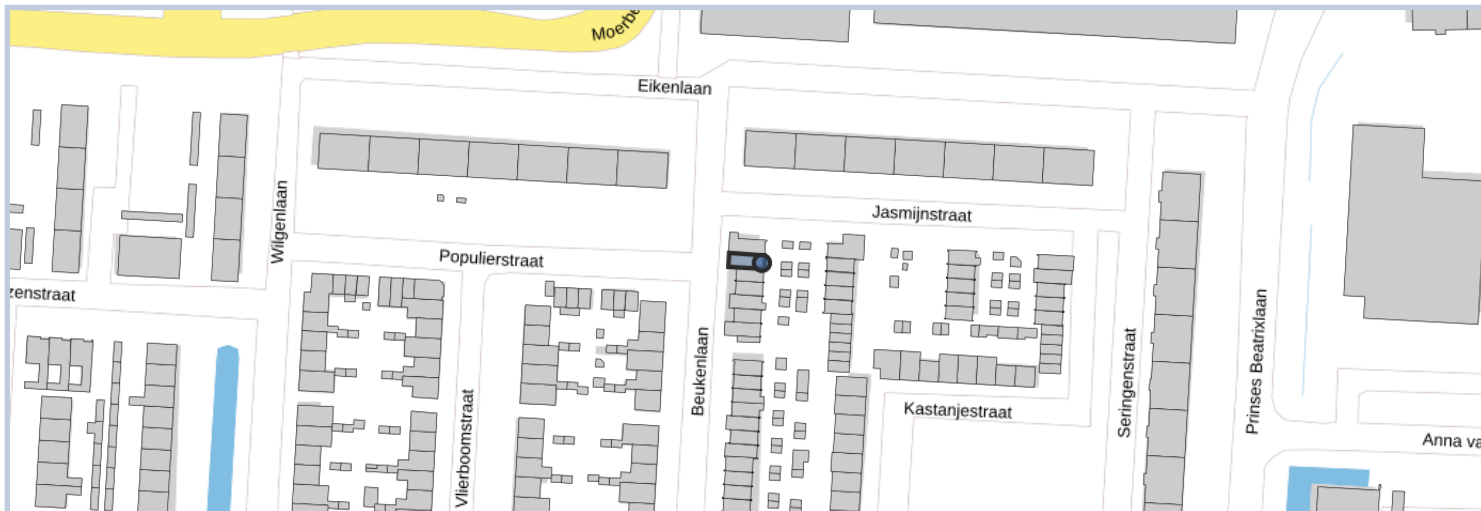 Moerbe
Eikenlaan
Wilgenlaan
Jasmijnstraat
Populierstraat
zenstraat
Beukenlaan
Vlierboomstraat
Kastanjestraat
Seringenstraat
Prinses Beatrixlaan
Anna va